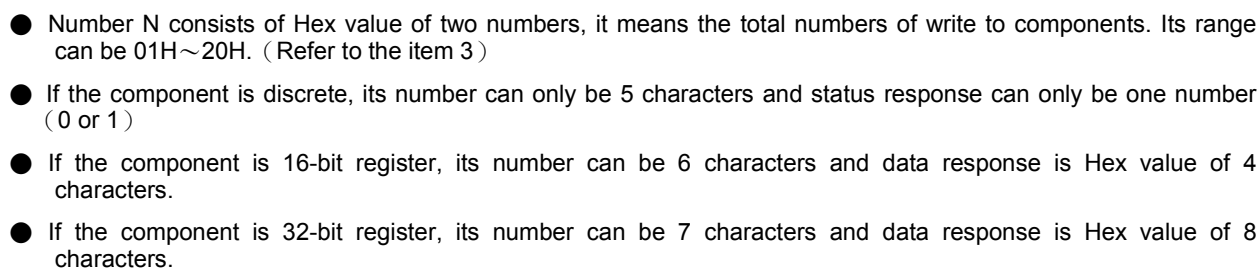 ● Number N consists of Hex value of two numbers, it means the total numbers of write to components. Its range
can be 01H～20H.（Refer to the item 3）
● If the component is discrete, its number can only be 5 characters and status response can only be one number
（0 or 1）
● If the component is 16-bit register, its number can be 6 characters and data response is Hex value of 4
characters.
● If the component is 32-bit register, its number can be 7 characters and data response is Hex value of 8
characters.